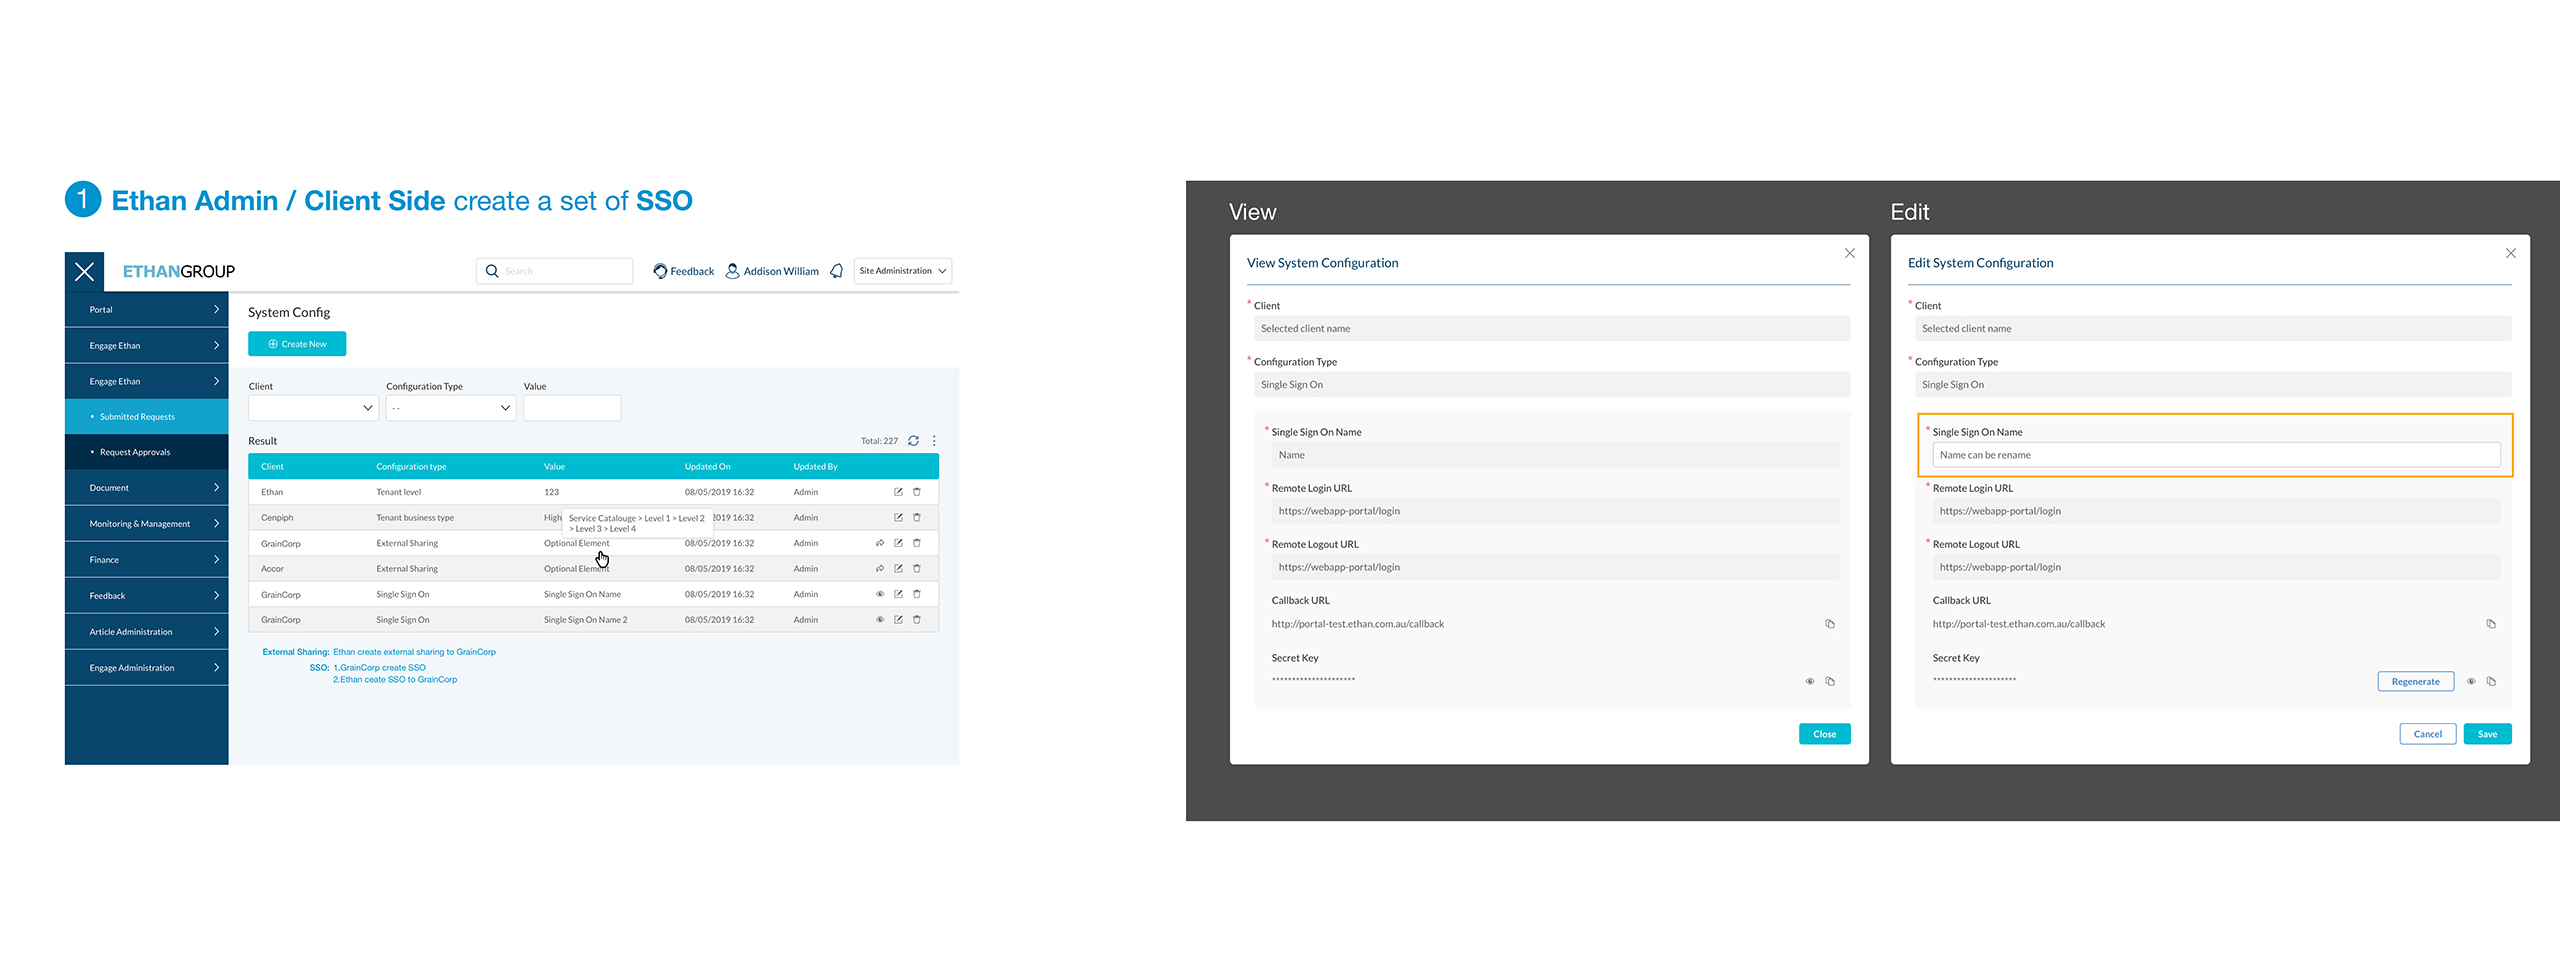 1 Ethan Admin / Client Side create a set of SSO
ETHANGROUP
Search
Feedback
Addison William
Site Administration
Portal
Engage Ethan
Engage Ethan
• Submitted Requests
• Request Approvals
Document
Monitoring & Management
Finance
Feedback
Article Administration
Engage Administration
System Config
Create New
Client Configuration Type Value
- -
Result Total: 227
Client Configuration type Value Updated On Updated By
Ethan Tenant level 123 08/05/2019 16:32 Admin
Cenpiph Tenant business type High 2019 16:32 Admin
Service Catalouge > Level 1 > Level 2
> Level 3 > Level 4
GrainCorp External Sharing Optional Element 08/05/2019 16:32 Admin
Accor External Sharing Optional Element 08/05/2019 16:32 Admin
GrainCorp Single Sign On Single Sign On Name 08/05/2019 16:32 Admin
GrainCorp Single Sign On Single Sign On Name 2 08/05/2019 16:32 Admin
External Sharing: Ethan create external sharing to GrainCorp
SSO: 1.GrainCorp create SSO
2.Ethan ceate SSO to GrainCorp
View
View System Configuration
* Client
Selected client name
* Configuration Type
Single Sign On
* Single Sign On Name
Name
* Remote Login URL
https://webapp-portal/login
* Remote Logout URL
https://webapp-portal/login
Callback URL
http://portal-test.ethan.com.au/callback
Secret Key
*********************
Close
Edit
Edit System Configuration
* Client
Selected client name
* Configuration Type
Single Sign On
* Single Sign On Name
Name can be rename
* Remote Login URL
https://webapp-portal/login
* Remote Logout URL
https://webapp-portal/login
Callback URL
http://portal-test.ethan.com.au/callback
Secret Key
*********************
Regenerate
Cancel
Save